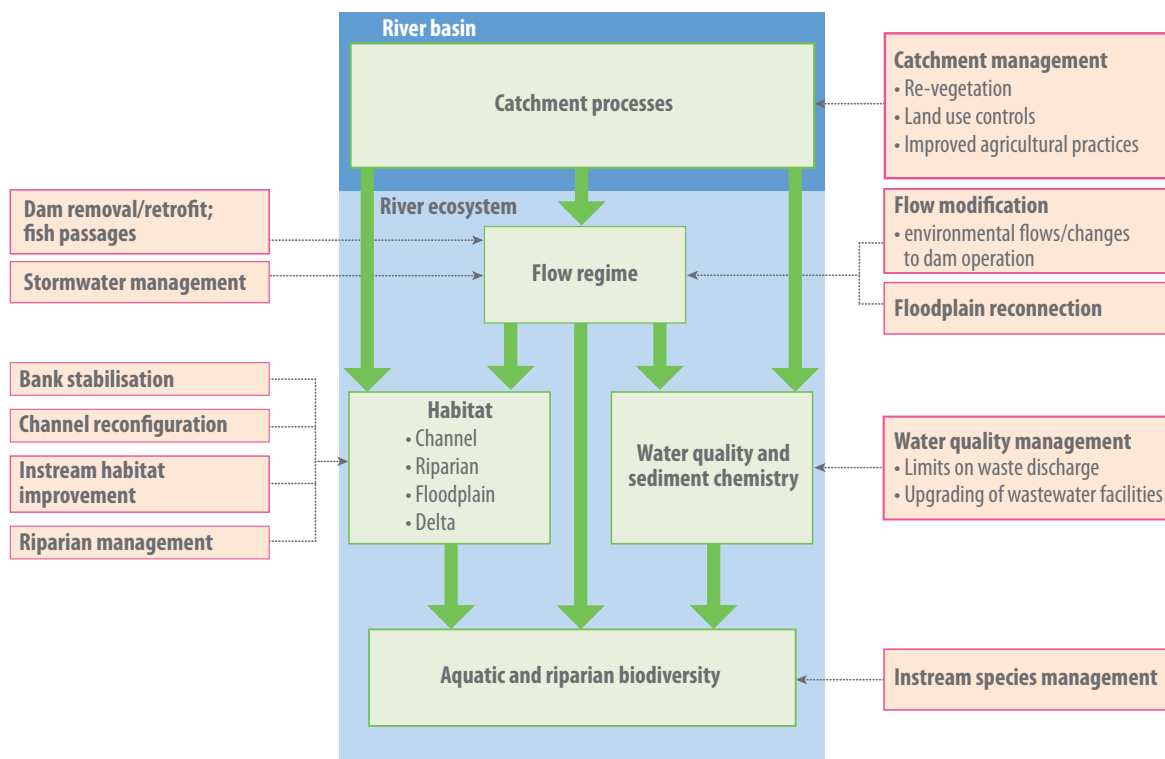 River basin
Catchment processes
Catchment management
• Re-vegetation
• Land use controls
• Improved agricultural practices
River ecosystem
Dam removal/retrofit;
fish passages
Stormwater management
Flow regime
Flow modification
• environmental flows/changes
to dam operation
Floodplain reconnection
Bank stabilisation
Channel reconfiguration
Instream habitat
improvement
Riparian management
Habitat
• Channel
• Riparian
• Floodplain
• Delta
Water quality and
sediment chemistry
Water quality management
• Limits on waste discharge
• Upgrading of wastewater facilities
Aquatic and riparian biodiversity
Instream species management